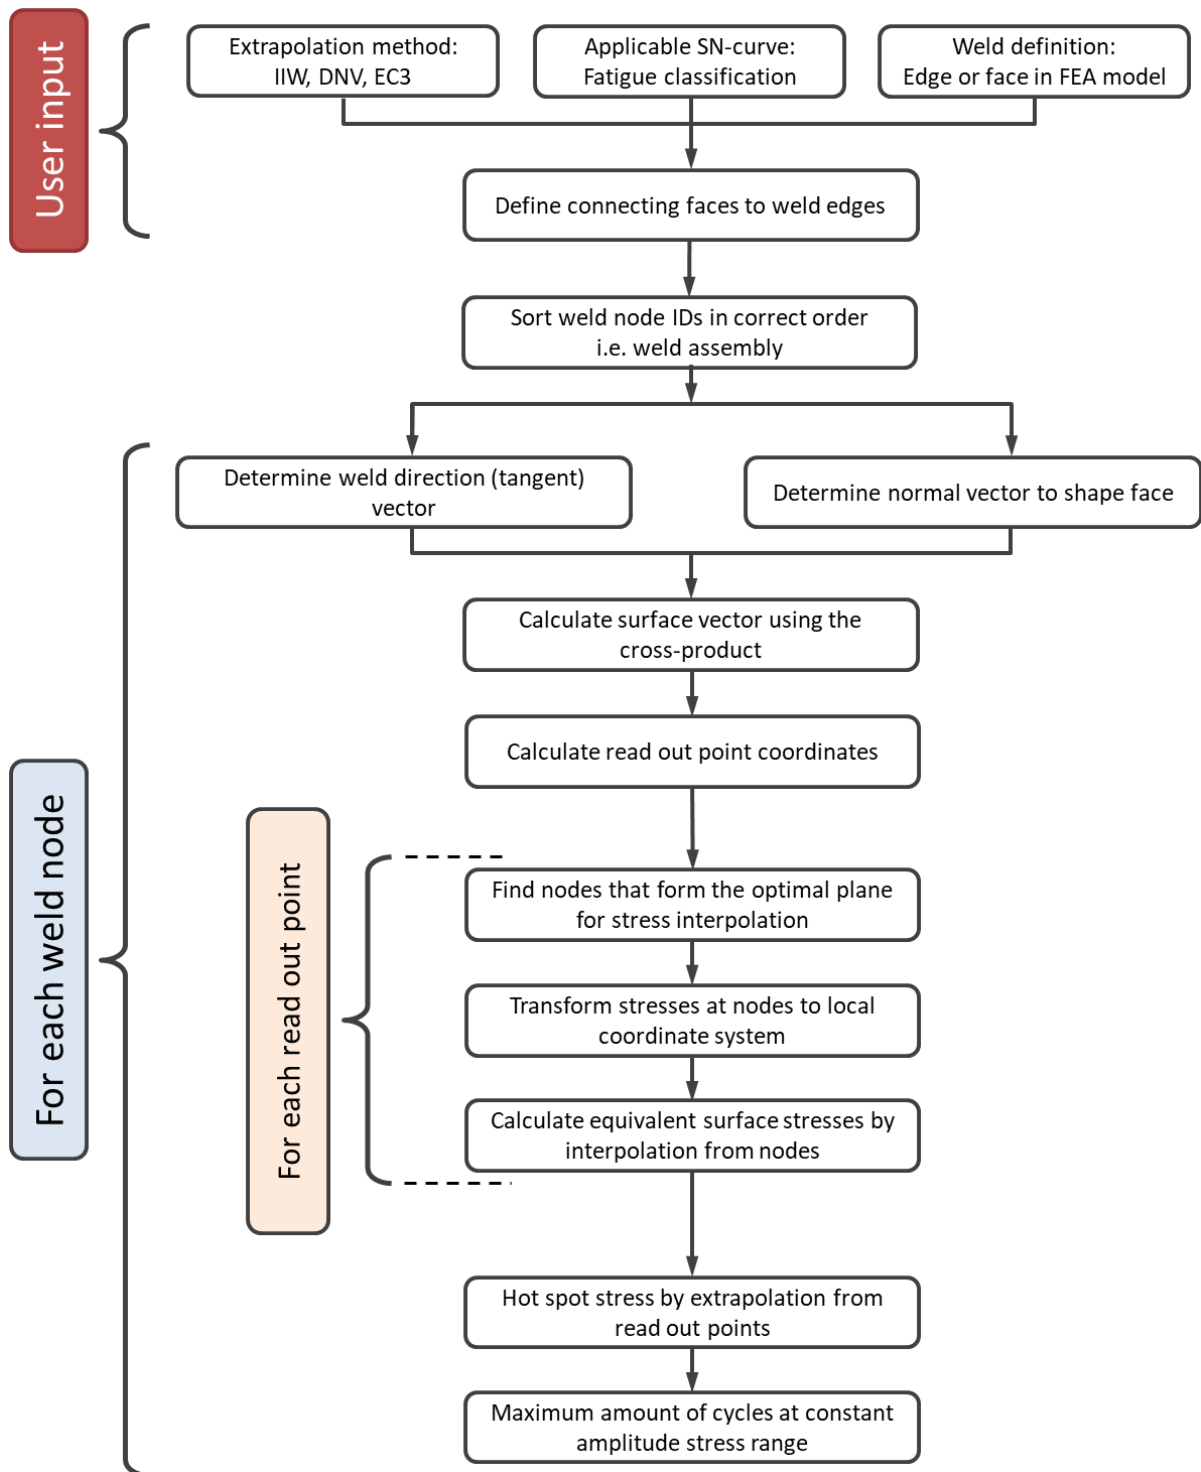 User input
Extrapolation method:
IIW, DNV, EC3
Applicable SN-curve:
Fatigue classification
Weld definition:
Edge or face in FEA model
Define connecting faces to weld edges
Sort weld node IDs in correct order
i.e. weld assembly
For each weld node
Determine weld direction (tangent)
vector
Determine normal vector to shape face
Calculate surface vector using the
cross-product
Calculate read out point coordinates
For each read out point
Find nodes that form the optimal plane
for stress interpolation
Transform stresses at nodes to local
coordinate system
Calculate equivalent surface stresses by
interpolation from nodes
Hot spot stress by extrapolation from
read out points
Maximum amount of cycles at constant
amplitude stress range